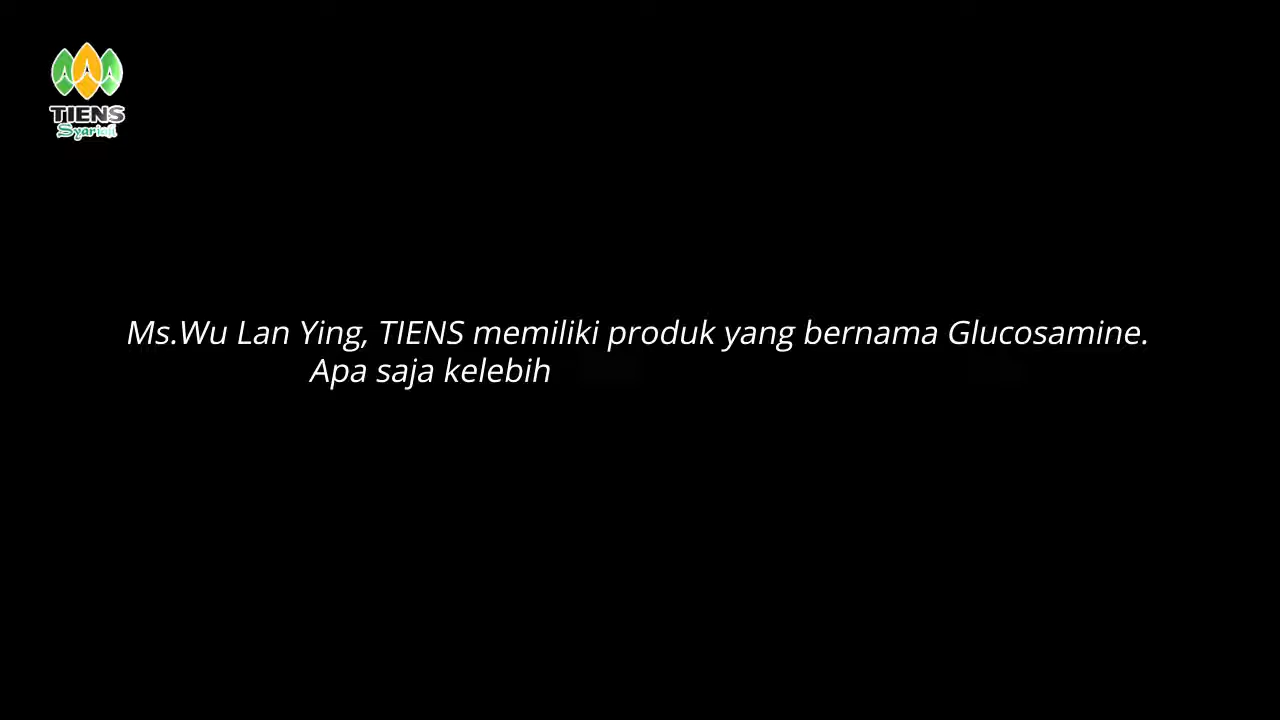 TIENS
Syariah
Ms.Wu Lan Ying, TIENS memiliki produk yang bernama Glucosamine.
Apa saja kelebih